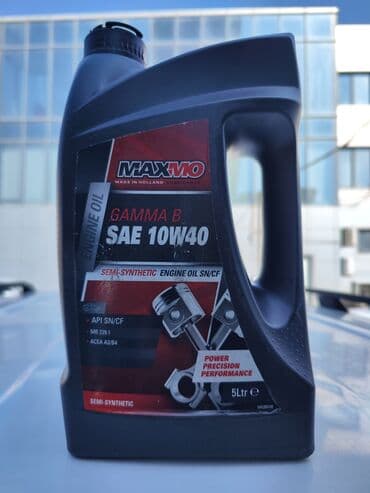 MAXMO
MADE IN HOLLAND
ENGINE OIL
GAMMA B
SAE 10W40
SEMI-SYNTHETIC ENGINE OIL SN/CF
- API SN/CF
- MB 229.1
- ACEA A3/B4
POWER
PRECISION
PERFORMANCE
5Ltr e
SEMI-SYNTHETIC